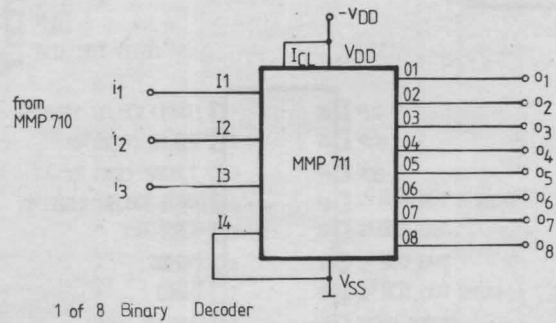 -VDD
ICL VDD
from
MMP 710
i1 I1
i2 I2
i3 I3
I4
MMP 711
01 o1
02 o2
03 o3
04 o4
05 o5
06 o6
07 o7
08 o8
VSS
1 of 8 Binary Decoder